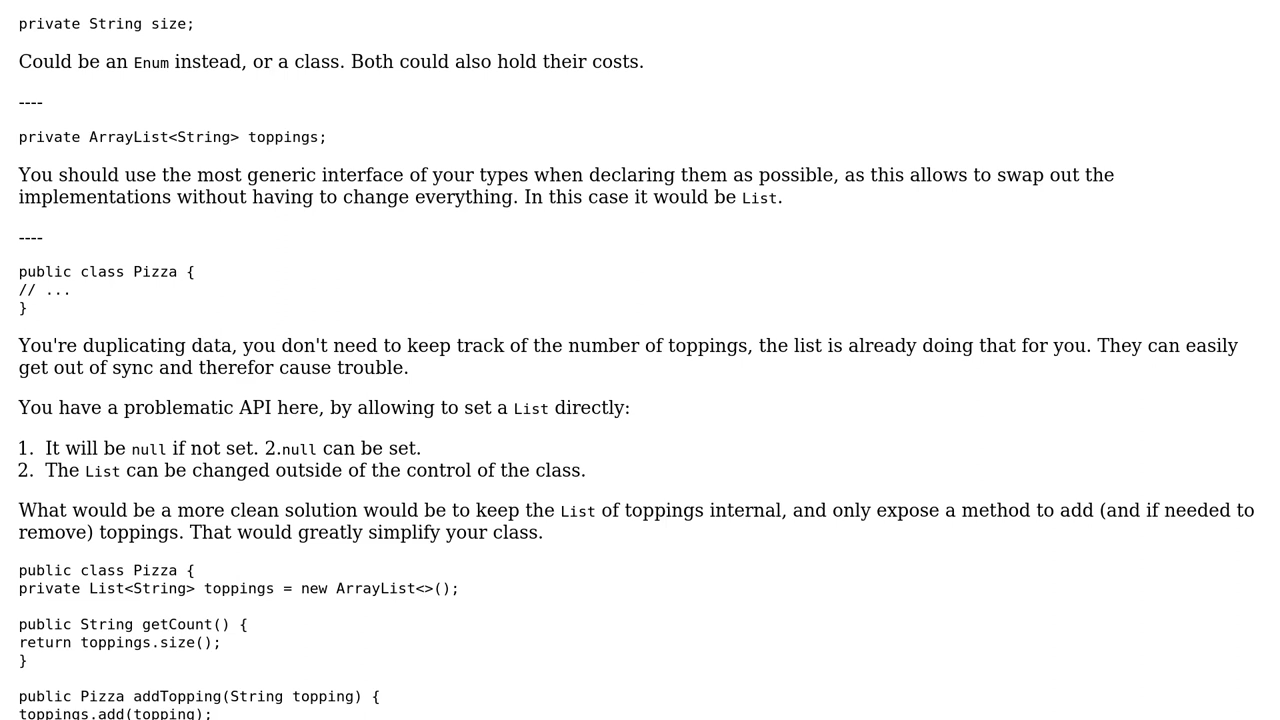 private String size;
Could be an Enum instead, or a class. Both could also hold their costs.
----
private ArrayList<String> toppings;
You should use the most generic interface of your types when declaring them as possible, as this allows to swap out the
implementations without having to change everything. In this case it would be List.
----
public class Pizza {
// ...
}
You're duplicating data, you don't need to keep track of the number of toppings, the list is already doing that for you. They can easily
get out of sync and therefor cause trouble.
You have a problematic API here, by allowing to set a List directly:
1. It will be null if not set. 2.null can be set.
2. The List can be changed outside of the control of the class.
What would be a more clean solution would be to keep the List of toppings internal, and only expose a method to add (and if needed to
remove) toppings. That would greatly simplify your class.
public class Pizza {
private List<String> toppings = new ArrayList<>();
public String getCount() {
return toppings.size();
}
public Pizza addTopping(String topping) {
toppings.add(topping);